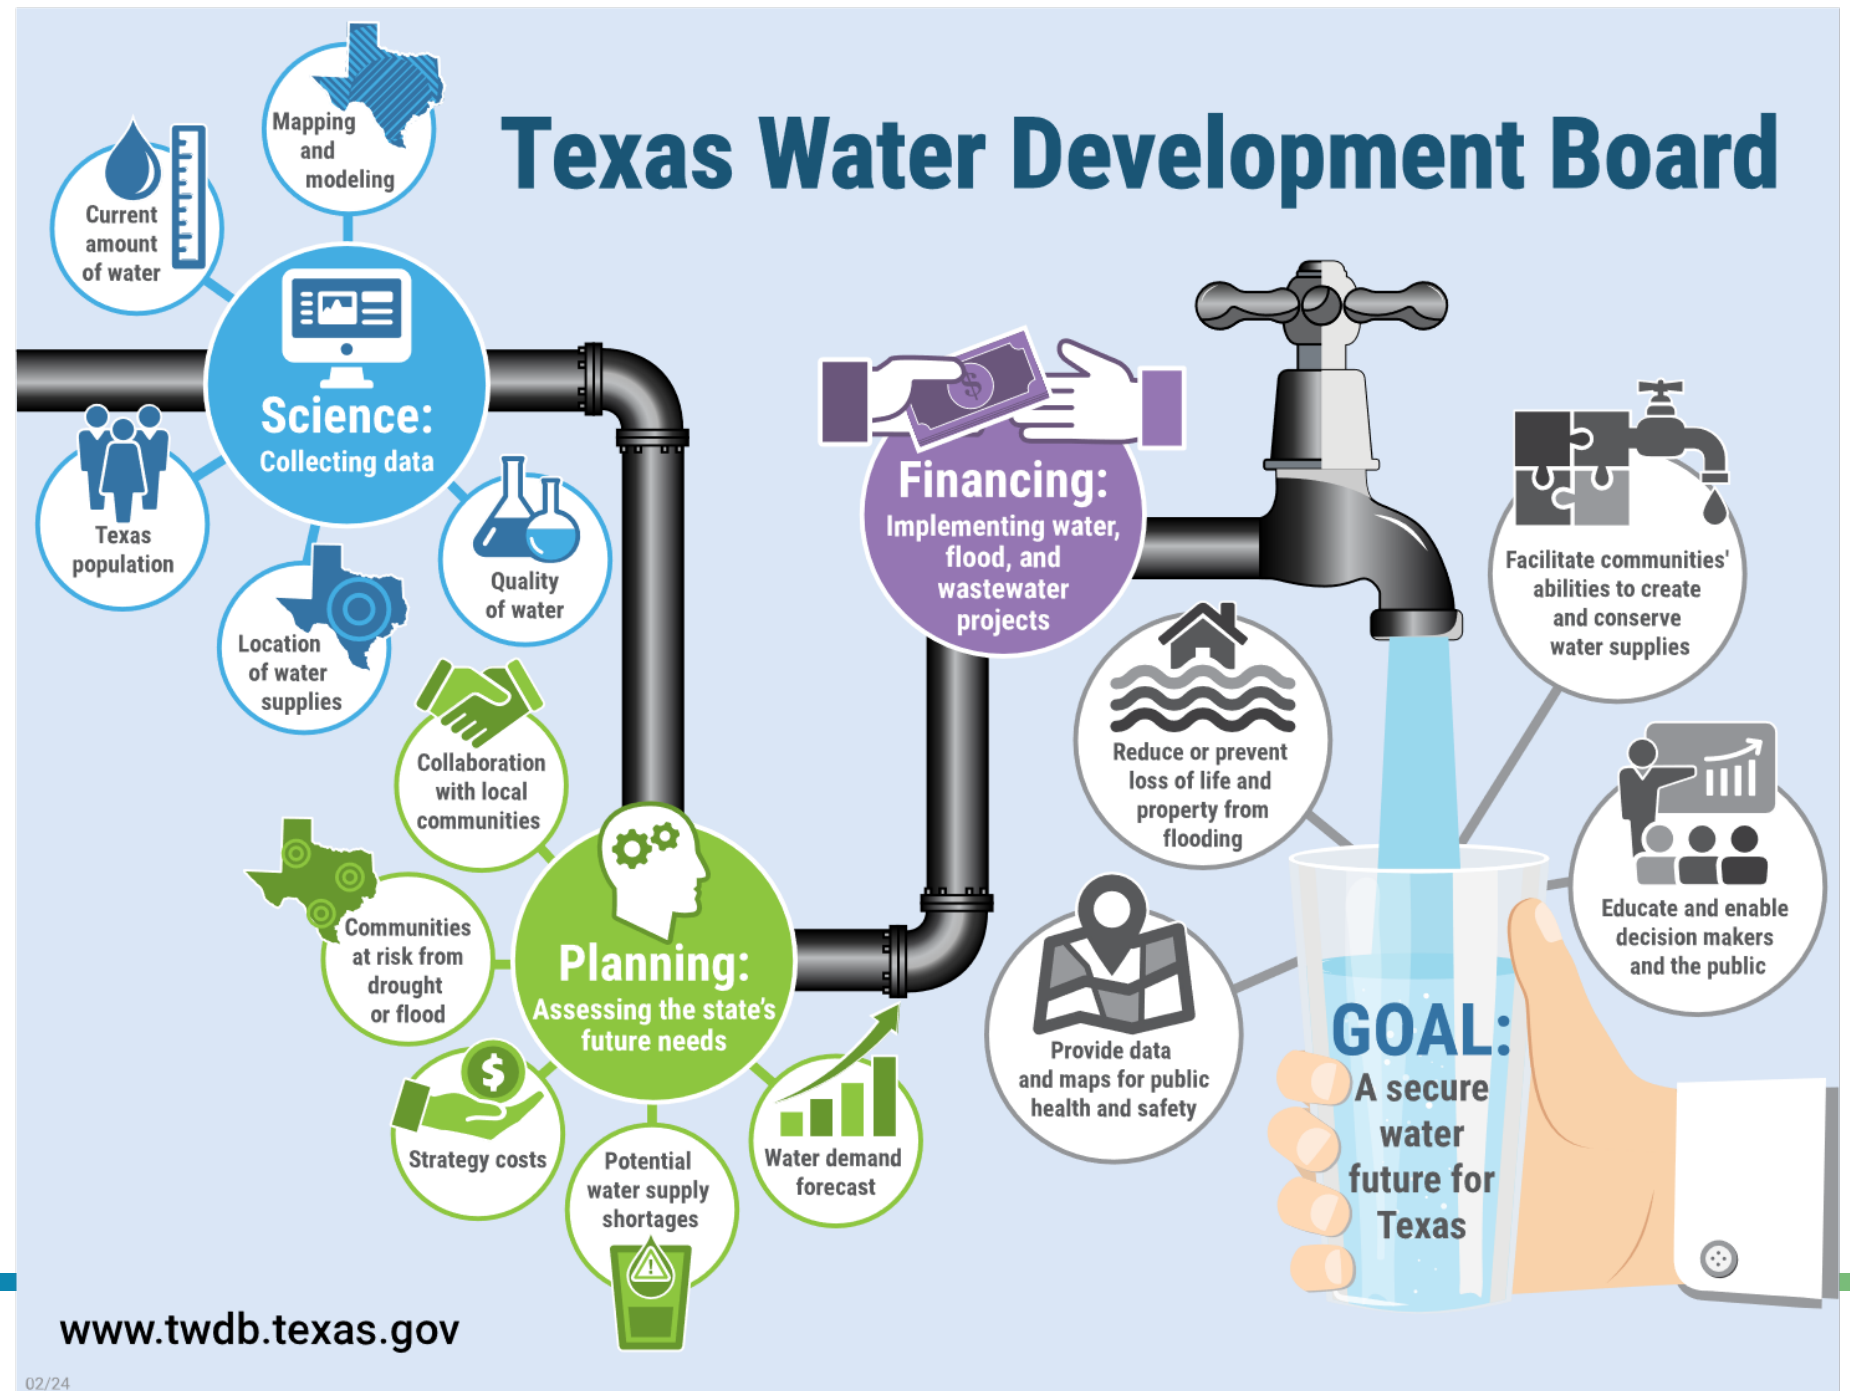 Texas Water Development Board
Mapping
and
modeling
Current
amount
of water
Science:
Collecting data
Texas
population
Quality
of water
Location
of water
supplies
Collaboration
with local
communities
Communities
at risk from
drought
or flood
Planning:
Assessing the state's
future needs
Strategy costs
$
Potential
water supply
shortages
Water demand
forecast
$
Financing:
Implementing water,
flood, and
wastewater
projects
Facilitate communities'
abilities to create
and conserve
water supplies
Reduce or prevent
loss of life and
property from
flooding
Educate and enable
decision makers
and the public
Provide data
and maps for public
health and safety
GOAL:
A secure
water
future for
Texas
www.twdb.texas.gov
02/24